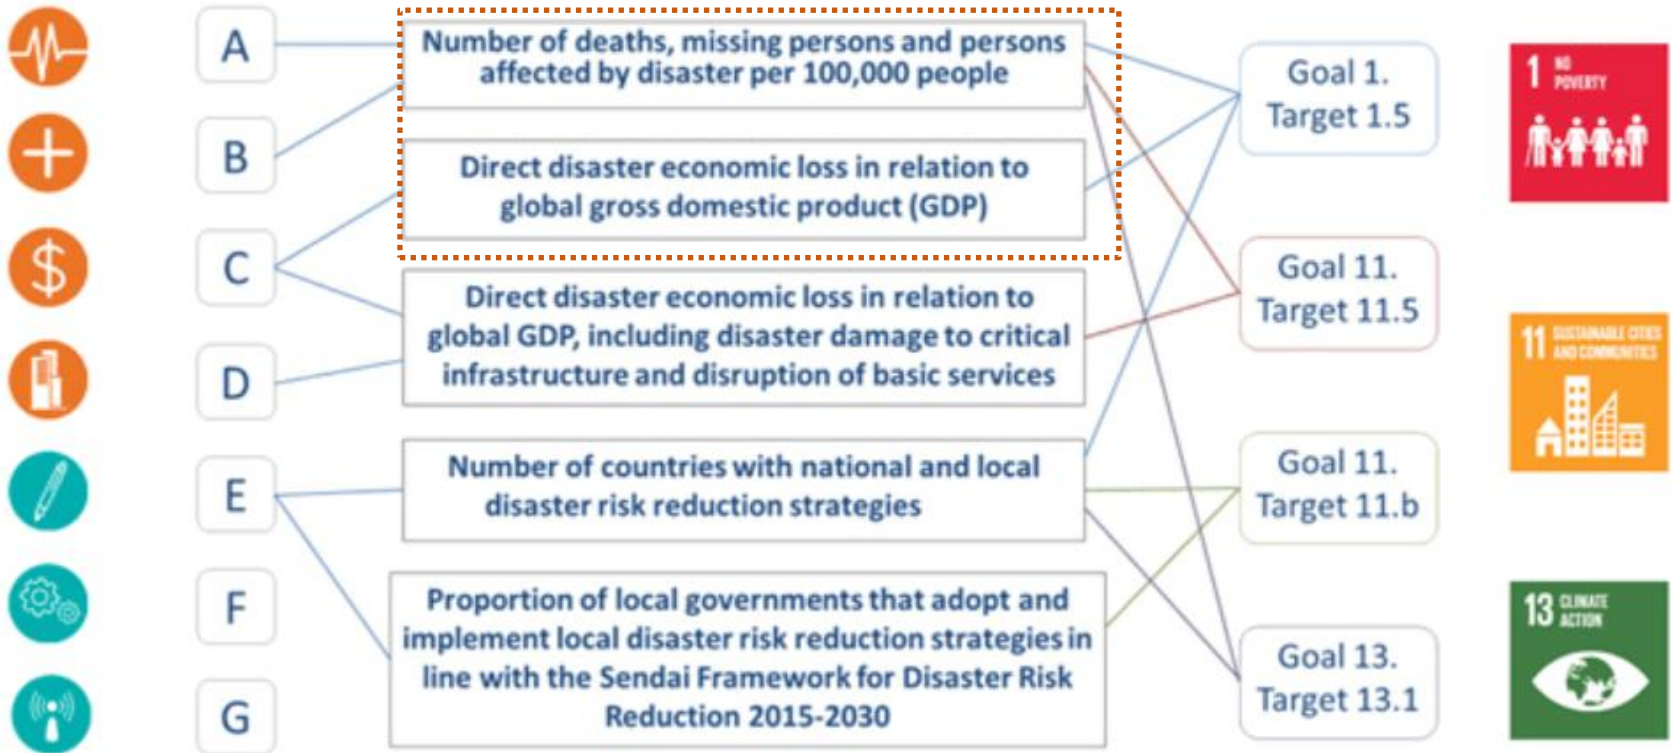 A
B
C
D
E
F
G
Number of deaths, missing persons and persons
affected by disaster per 100,000 people
Direct disaster economic loss in relation to
global gross domestic product (GDP)
Direct disaster economic loss in relation to
global GDP, including disaster damage to critical
infrastructure and disruption of basic services
Number of countries with national and local
disaster risk reduction strategies
Proportion of local governments that adopt and
implement local disaster risk reduction strategies in
line with the Sendai Framework for Disaster Risk
Reduction 2015-2030
Goal 1.
Target 1.5
Goal 11.
Target 11.5
Goal 11.
Target 11.b
Goal 13.
Target 13.1
1 NO
POVERTY
11 SUSTAINABLE CITIES
AND COMMUNITIES
13 CLIMATE
ACTION